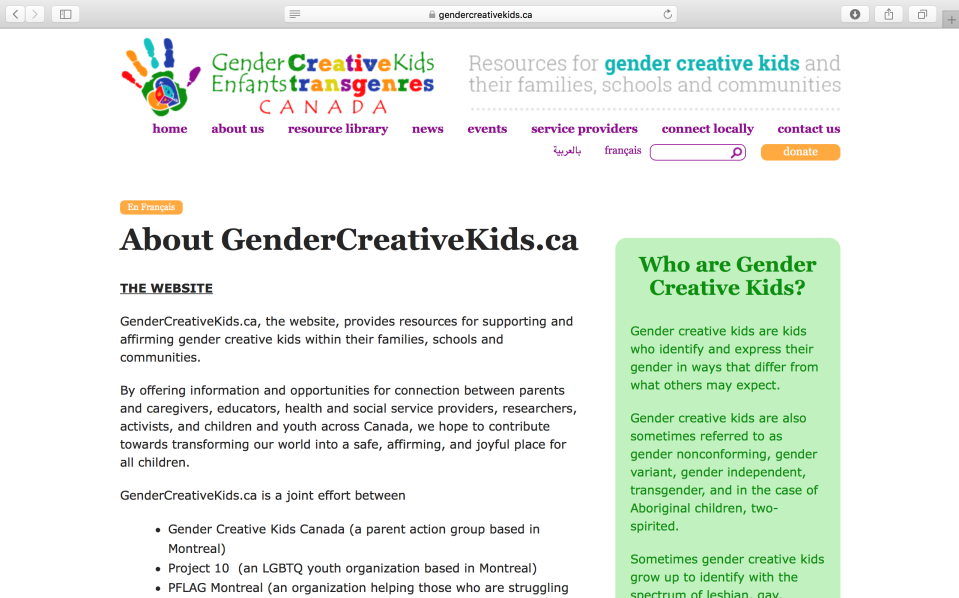 gendercreativekids.ca
Gender Creative Kids
Enfants transgenres
CANADA
Resources for gender creative kids and
their families, schools and communities
home about us resource library news events service providers connect locally contact us
بالعربية français donate
En Français
About GenderCreativeKids.ca
THE WEBSITE
GenderCreativeKids.ca, the website, provides resources for supporting and
affirming gender creative kids within their families, schools and
communities.
By offering information and opportunities for connection between parents
and caregivers, educators, health and social service providers, researchers,
activists, and children and youth across Canada, we hope to contribute
towards transforming our world into a safe, affirming, and joyful place for
all children.
GenderCreativeKids.ca is a joint effort between
• Gender Creative Kids Canada (a parent action group based in
Montreal)
• Project 10 (an LGBTQ youth organization based in Montreal)
• PFLAG Montreal (an organization helping those who are struggling
Who are Gender
Creative Kids?
Gender creative kids are kids
who identify and express their
gender in ways that differ from
what others may expect.
Gender creative kids are also
sometimes referred to as
gender nonconforming, gender
variant, gender independent,
transgender, and in the case of
Aboriginal children, two-
spirited.
Sometimes gender creative kids
grow up to identify with the
spectrum of lesbian, gay,